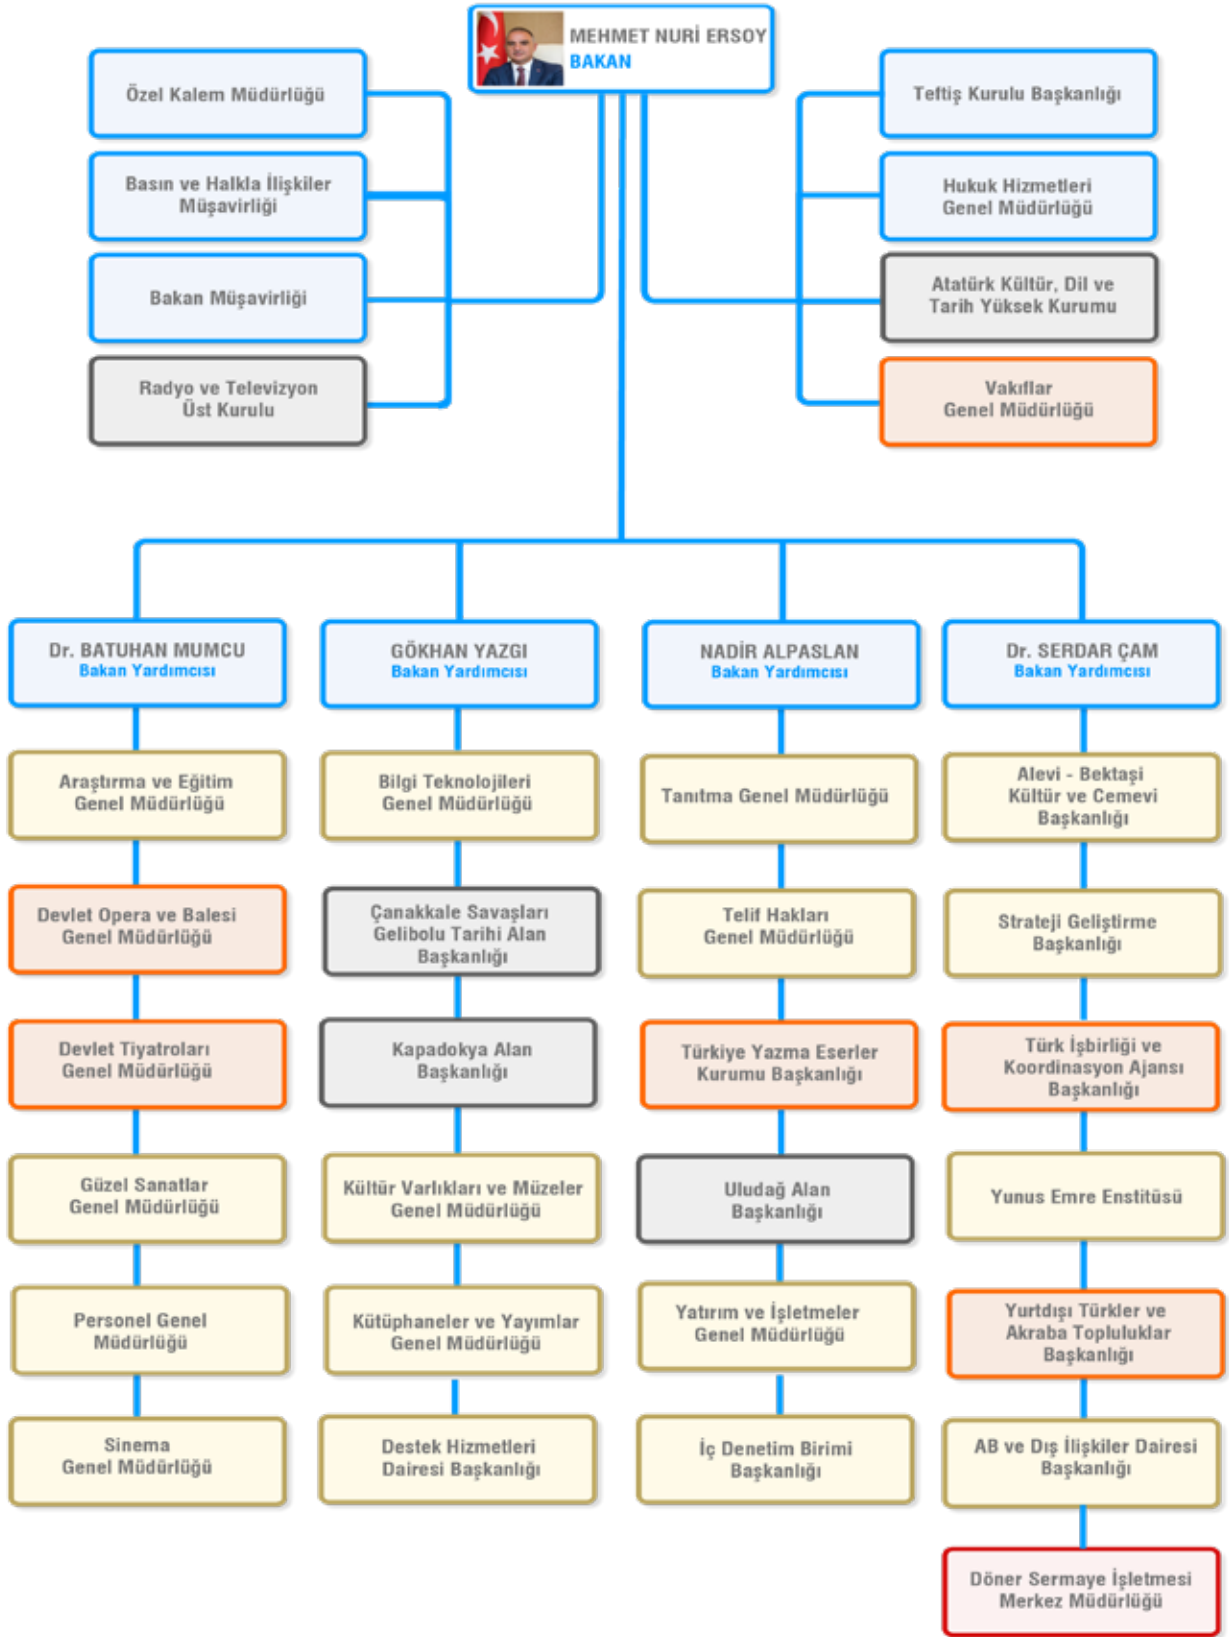 MEHMET NURİ ERSOY
BAKAN
Özel Kalem Müdürlüğü
Basın ve Halkla İlişkiler
Müşavirliği
Bakan Müşavirliği
Radyo ve Televizyon
Üst Kurulu
Teftiş Kurulu Başkanlığı
Hukuk Hizmetleri
Genel Müdürlüğü
Atatürk Kültür, Dil ve
Tarih Yüksek Kurumu
Vakıflar
Genel Müdürlüğü
Dr. BATUHAN MUMCU
Bakan Yardımcısı
Araştırma ve Eğitim
Genel Müdürlüğü
Devlet Opera ve Balesi
Genel Müdürlüğü
Devlet Tiyatroları
Genel Müdürlüğü
Güzel Sanatlar
Genel Müdürlüğü
Personel Genel
Müdürlüğü
Sinema
Genel Müdürlüğü
GÖKHAN YAZGI
Bakan Yardımcısı
Bilgi Teknolojileri
Genel Müdürlüğü
Çanakkale Savaşları
Gelibolu Tarihi Alan
Başkanlığı
Kapadokya Alan
Başkanlığı
Kültür Varlıkları ve Müzeler
Genel Müdürlüğü
Kütüphaneler ve Yayımlar
Genel Müdürlüğü
Destek Hizmetleri
Dairesi Başkanlığı
NADİR ALPASLAN
Bakan Yardımcısı
Tanıtma Genel Müdürlüğü
Telif Hakları
Genel Müdürlüğü
Türkiye Yazma Eserler
Kurumu Başkanlığı
Uludağ Alan
Başkanlığı
Yatırım ve İşletmeler
Genel Müdürlüğü
İç Denetim Birimi
Başkanlığı
Dr. SERDAR ÇAM
Bakan Yardımcısı
Alevi - Bektaşi
Kültür ve Cemevi
Başkanlığı
Strateji Geliştirme
Başkanlığı
Türk İşbirliği ve
Koordinasyon Ajansı
Başkanlığı
Yunus Emre Enstitüsü
Yurtdışı Türkler ve
Akraba Topluluklar
Başkanlığı
AB ve Dış İlişkiler Dairesi
Başkanlığı
Döner Sermaye İşletmesi
Merkez Müdürlüğü